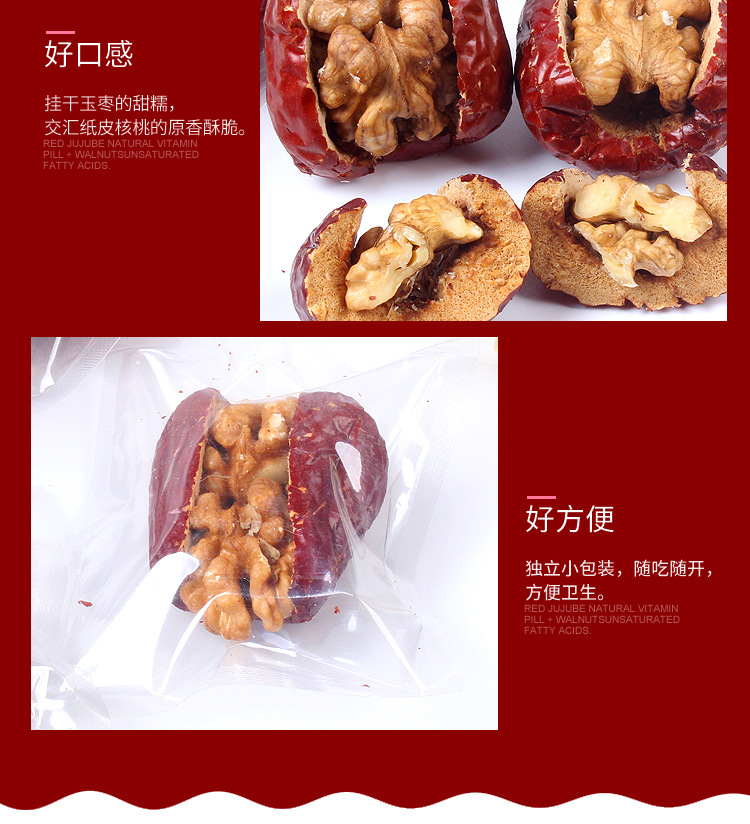 好口感
挂干玉枣的甜糯，
交汇纸皮核桃的原香酥脆。
RED JUJUBE NATURAL VITAMIN
PILL + WALNUTSUNSATURATED
FATTY ACIDS.
好方便
独立小包装，随吃随开，
方便卫生。
RED JUJUBE NATURAL VITAMIN
PILL + WALNUTSUNSATURATED
FATTY ACIDS.